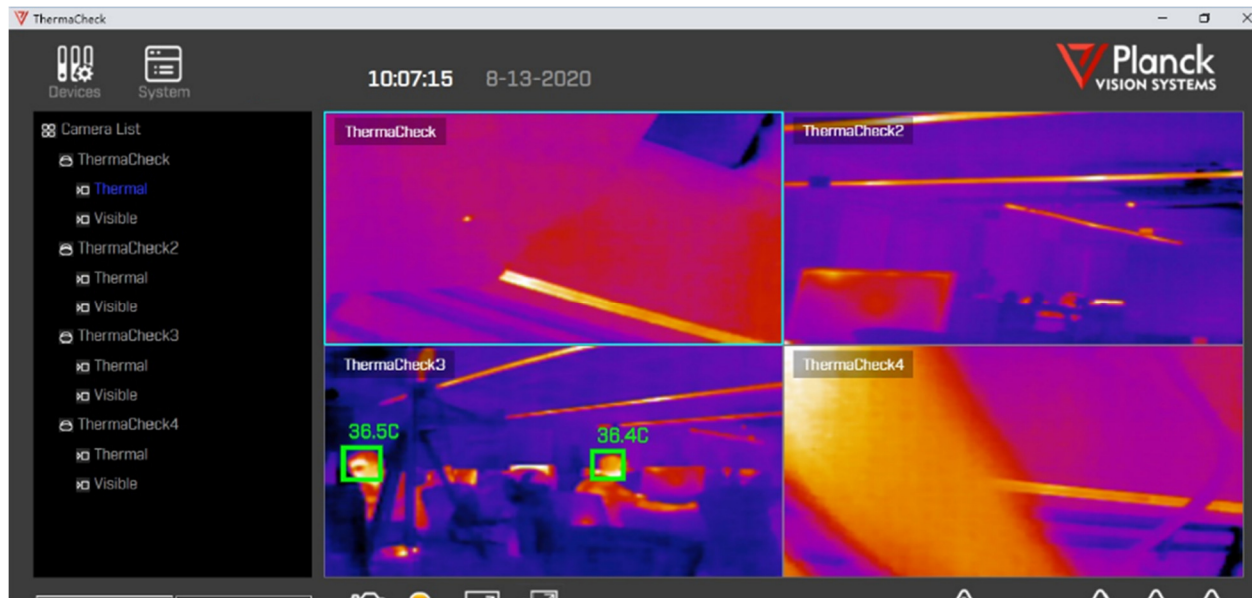 ThermaCheck
Devices
System
10:07:15 8-13-2020
Planck
VISION SYSTEMS
Camera List
ThermaCheck
Thermal
Visible
ThermaCheck2
Thermal
Visible
ThermaCheck3
Thermal
Visible
ThermaCheck4
Thermal
Visible
ThermaCheck
ThermaCheck2
ThermaCheck3
36.5C
36.4C
ThermaCheck4